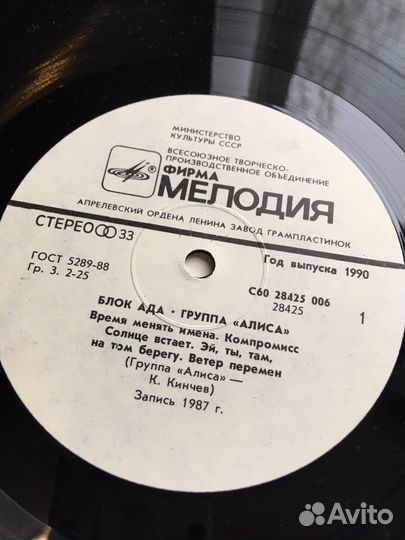 МИНИСТЕРСТВО
КУЛЬТУРЫ СССР
ВСЕСОЮЗНОЕ ТВОРЧЕСКО-
ПРОИЗВОДСТВЕННОЕ ОБЪЕДИНЕНИЕ
ФИРМА
МЕЛОДИЯ
АПРЕЛЕВСКИЙ ОРДЕНА ЛЕНИНА ЗАВОД ГРАМПЛАСТИНОК
СТЕРЕО 33
Год выпуска 1990
ГОСТ 5289-88
Гр. 3. 2-25
С60 28425 006
28425
1
БЛОК АДА · ГРУППА «АЛИСА»
Время менять имена. Компромисс
Солнце встает. Эй, ты, там,
на том берегу. Ветер перемен
(Группа „Алиса" —
К. Кинчев)
Запись 1987 г.
Avito